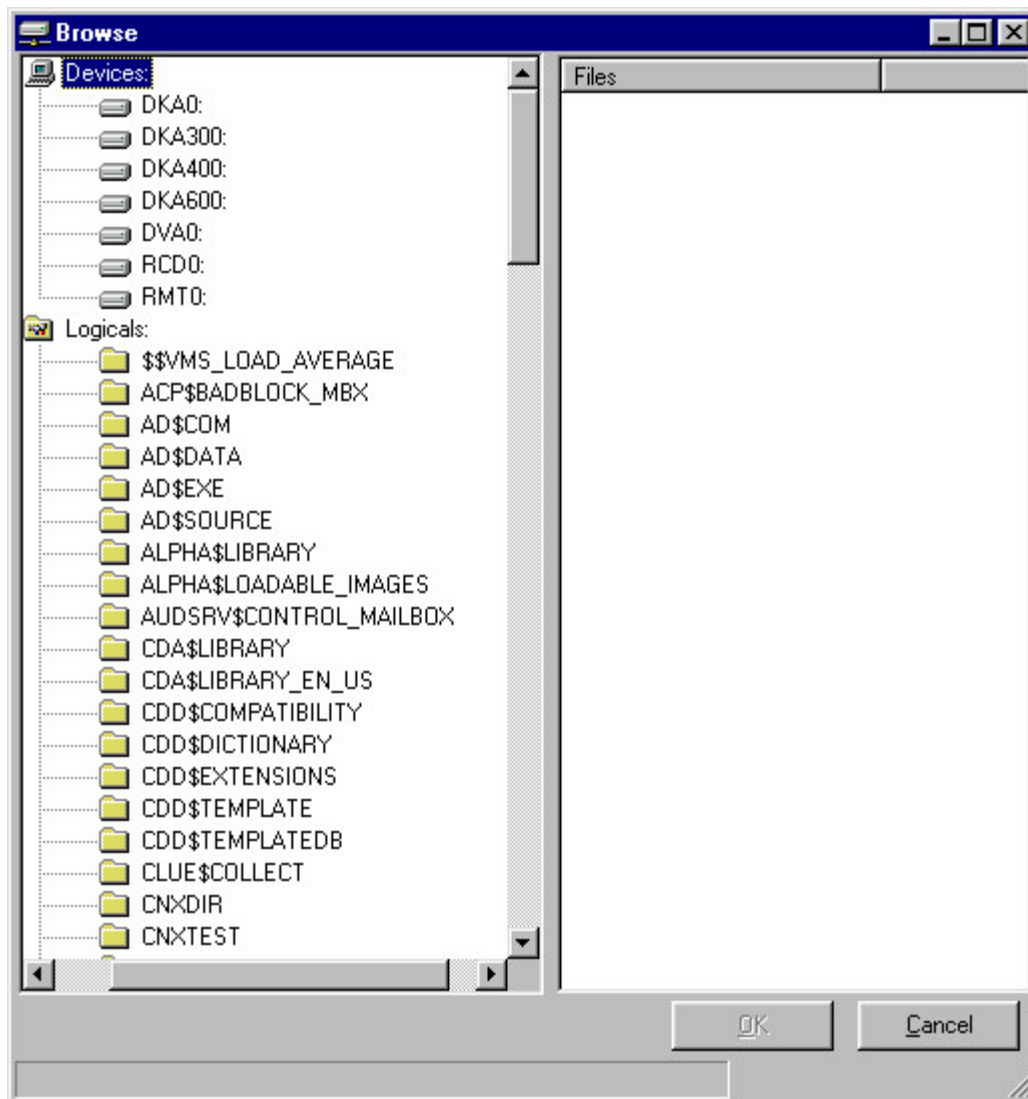 Browse
Devices:
DKA0:
DKA300:
DKA400:
DKA600:
DVA0:
RCD0:
RMT0:
Logicals:
$$VMS_LOAD_AVERAGE
ACP$BADBLOCK_MBX
AD$COM
AD$DATA
AD$EXE
AD$SOURCE
ALPHA$LIBRARY
ALPHA$LOADABLE_IMAGES
AUDSRV$CONTROL_MAILBOX
CDA$LIBRARY
CDA$LIBRARY_EN_US
CDD$COMPATIBILITY
CDD$DICTIONARY
CDD$EXTENSIONS
CDD$TEMPLATE
CDD$TEMPLATEDB
CLUE$COLLECT
CNXDIR
CNXTEST
Files
OK
Cancel